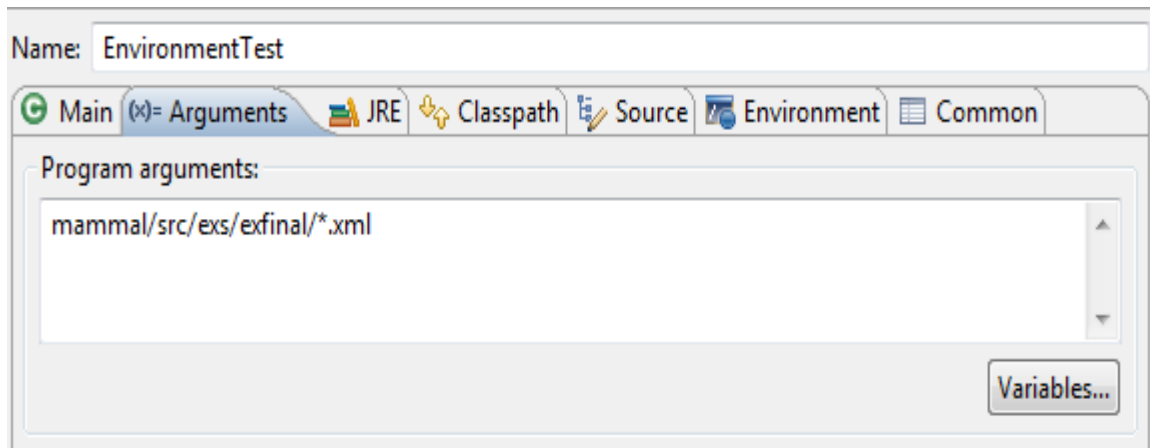 Name: EnvironmentTest
Main (x)= Arguments JRE Classpath Source Environment Common
Program arguments:
mammal/src/exs/exfinal/*.xml
Variables...